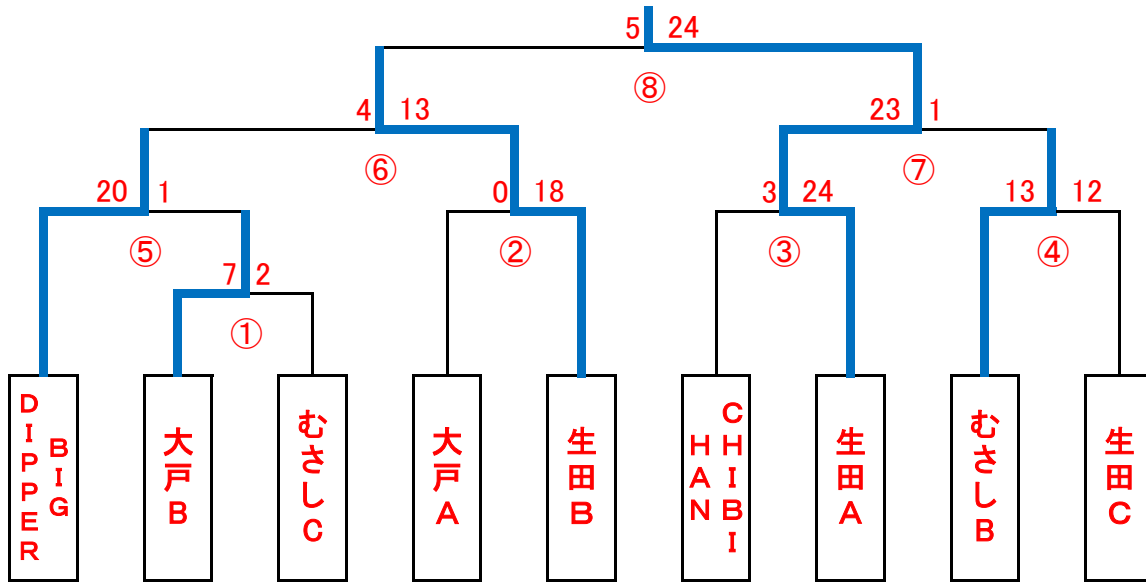 5 24
⑧
4 13
23 1
⑥
⑦
20 1
0 18
3 24
13 12
⑤
②
③
④
7 2
①
BIG
DIPPER
大戸B
むさしC
大戸A
生田B
CHIBI
HAN
生田A
むさしB
生田C